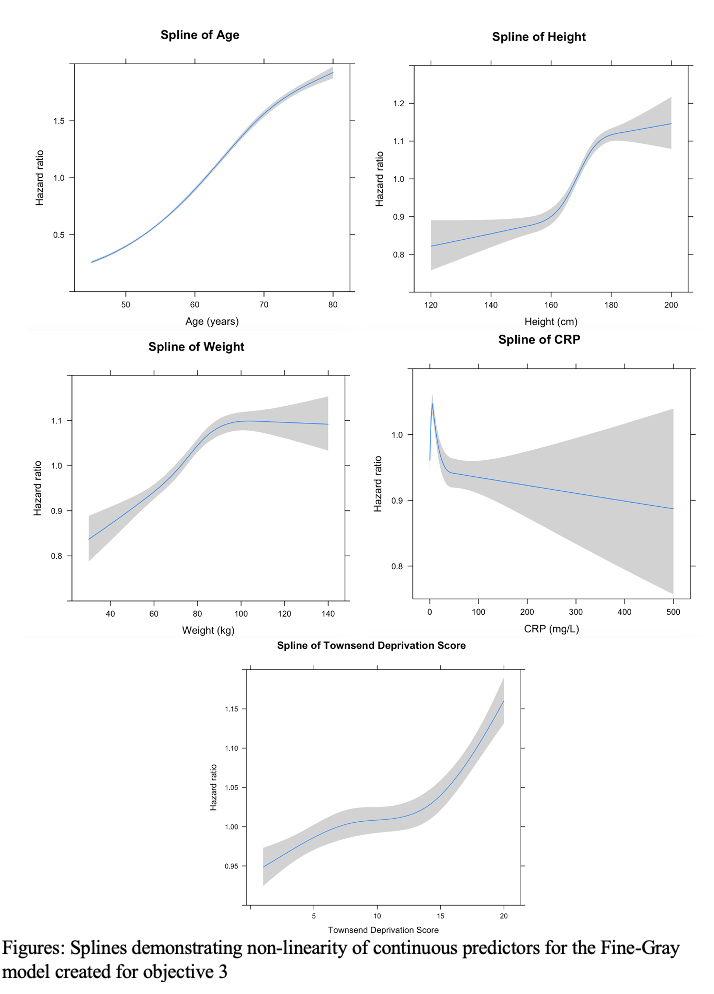 Spline of Age
Hazard ratio
1.5
1.0
0.5
50 60 70 80
Age (years)
Spline of Height
Hazard ratio
1.2
1.1
1.0
0.9
0.8
120 140 160 180 200
Height (cm)
Spline of Weight
Hazard ratio
1.1
1.0
0.9
0.8
40 60 80 100 120 140
Weight (kg)
Spline of CRP
Hazard ratio
1.0
0.9
0.8
0 100 200 300 400 500
CRP (mg/L)
Spline of Townsend Deprivation Score
Hazard ratio
1.15
1.10
1.05
1.00
0.95
5 10 15 20
Townsend Deprivation Score
Figures: Splines demonstrating non-linearity of continuous predictors for the Fine-Gray
model created for objective 3